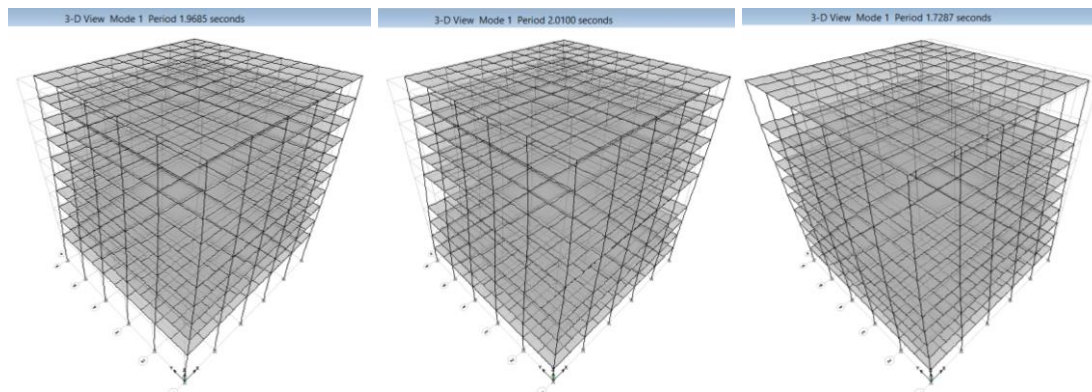 3-D View Mode 1 Period 1.9685 seconds
3-D View Mode 1 Period 2.0100 seconds
3-D View Mode 1 Period 1.7287 seconds